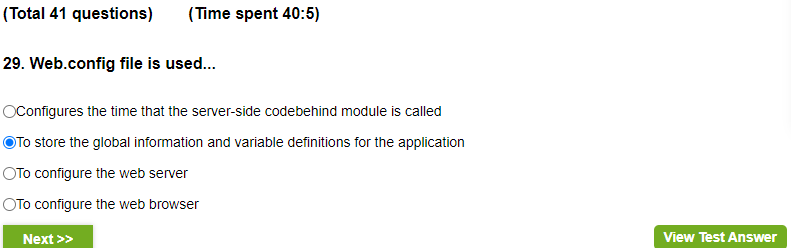 (Total 41 questions) (Time spent 40:5)
29. Web.config file is used...
Configures the time that the server-side codebehind module is called
To store the global information and variable definitions for the application
To configure the web server
To configure the web browser
Next >> View Test Answer